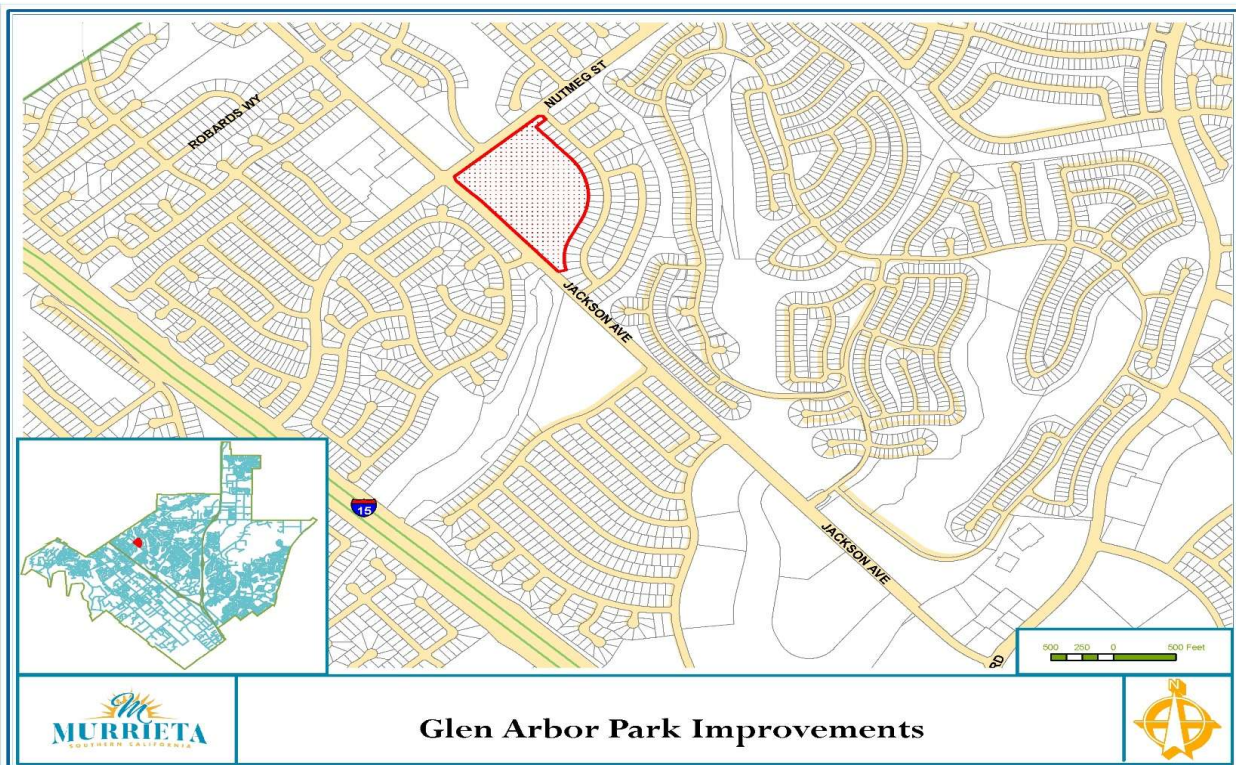 NUTMEG ST
ROBARDS WY
JACKSON AVE
15
JACKSON AVE
RD
500 250 0 500 Feet
M
MURRIETA
SOUTHERN CALIFORNIA
Glen Arbor Park Improvements
N